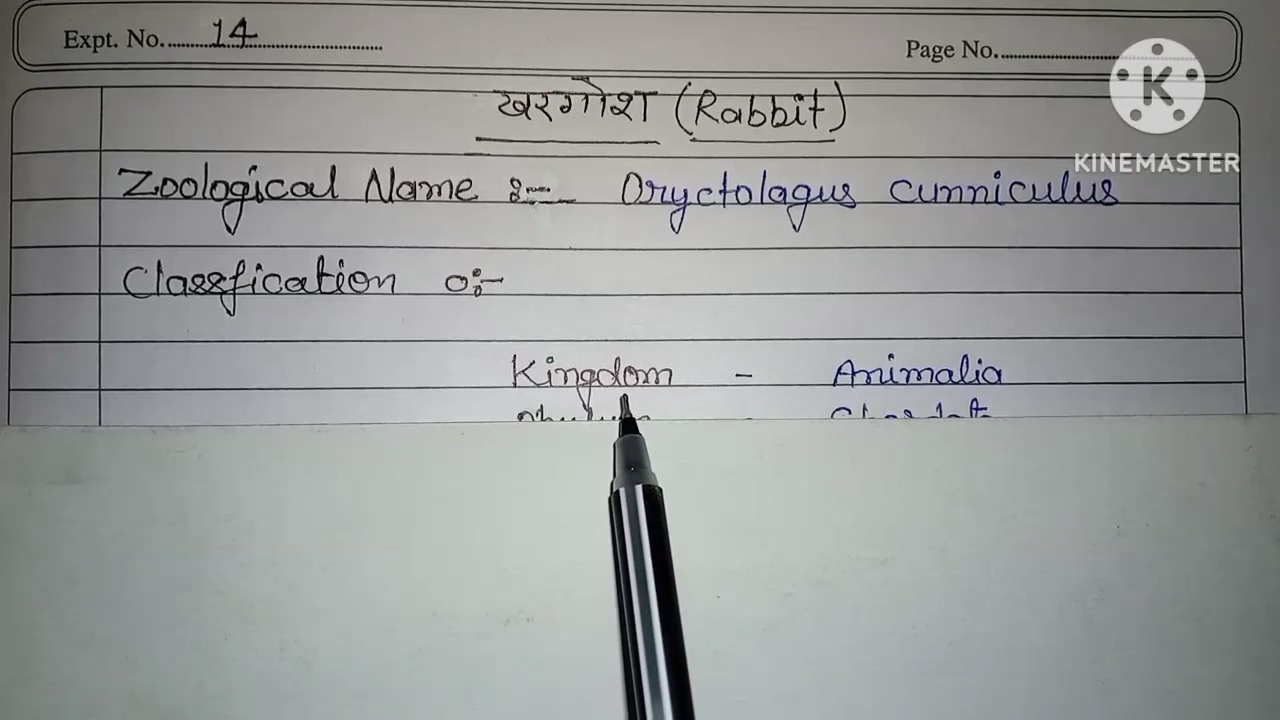 Expt. No. 14
Page No.
K
KINEMASTER
खरगोश (Rabbit)
Zoological Name :- Oryctolagus cunniculus
Classfication :-
Kingdom - Animalia